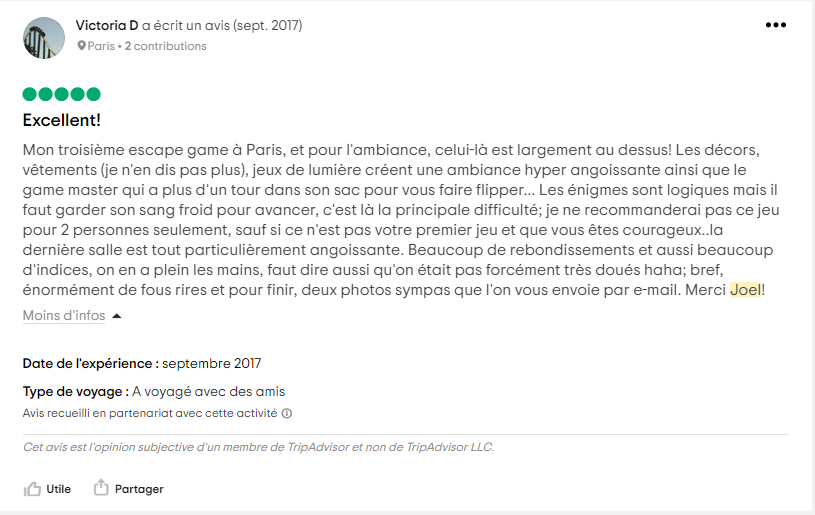 Victoria D a écrit un avis (sept. 2017)
Paris • 2 contributions
Excellent!
Mon troisième escape game à Paris, et pour l'ambiance, celui-là est largement au dessus! Les décors,
vêtements (je n'en dis pas plus), jeux de lumière créent une ambiance hyper angoissante ainsi que le
game master qui a plus d'un tour dans son sac pour vous faire flipper... Les énigmes sont logiques mais il
faut garder son sang froid pour avancer, c'est là la principale difficulté; je ne recommanderai pas ce jeu
pour 2 personnes seulement, sauf si ce n'est pas votre premier jeu et que vous êtes courageux..la
dernière salle est tout particulièrement angoissante. Beaucoup de rebondissements et aussi beaucoup
d'indices, on en a plein les mains, faut dire aussi qu'on était pas forcément très doués haha; bref,
énormément de fous rires et pour finir, deux photos sympas que l'on vous envoie par e-mail. Merci Joel!
Moins d'infos
Date de l'expérience : septembre 2017
Type de voyage : A voyagé avec des amis
Avis recueilli en partenariat avec cette activité
Cet avis est l'opinion subjective d'un membre de TripAdvisor et non de TripAdvisor LLC.
Utile Partager